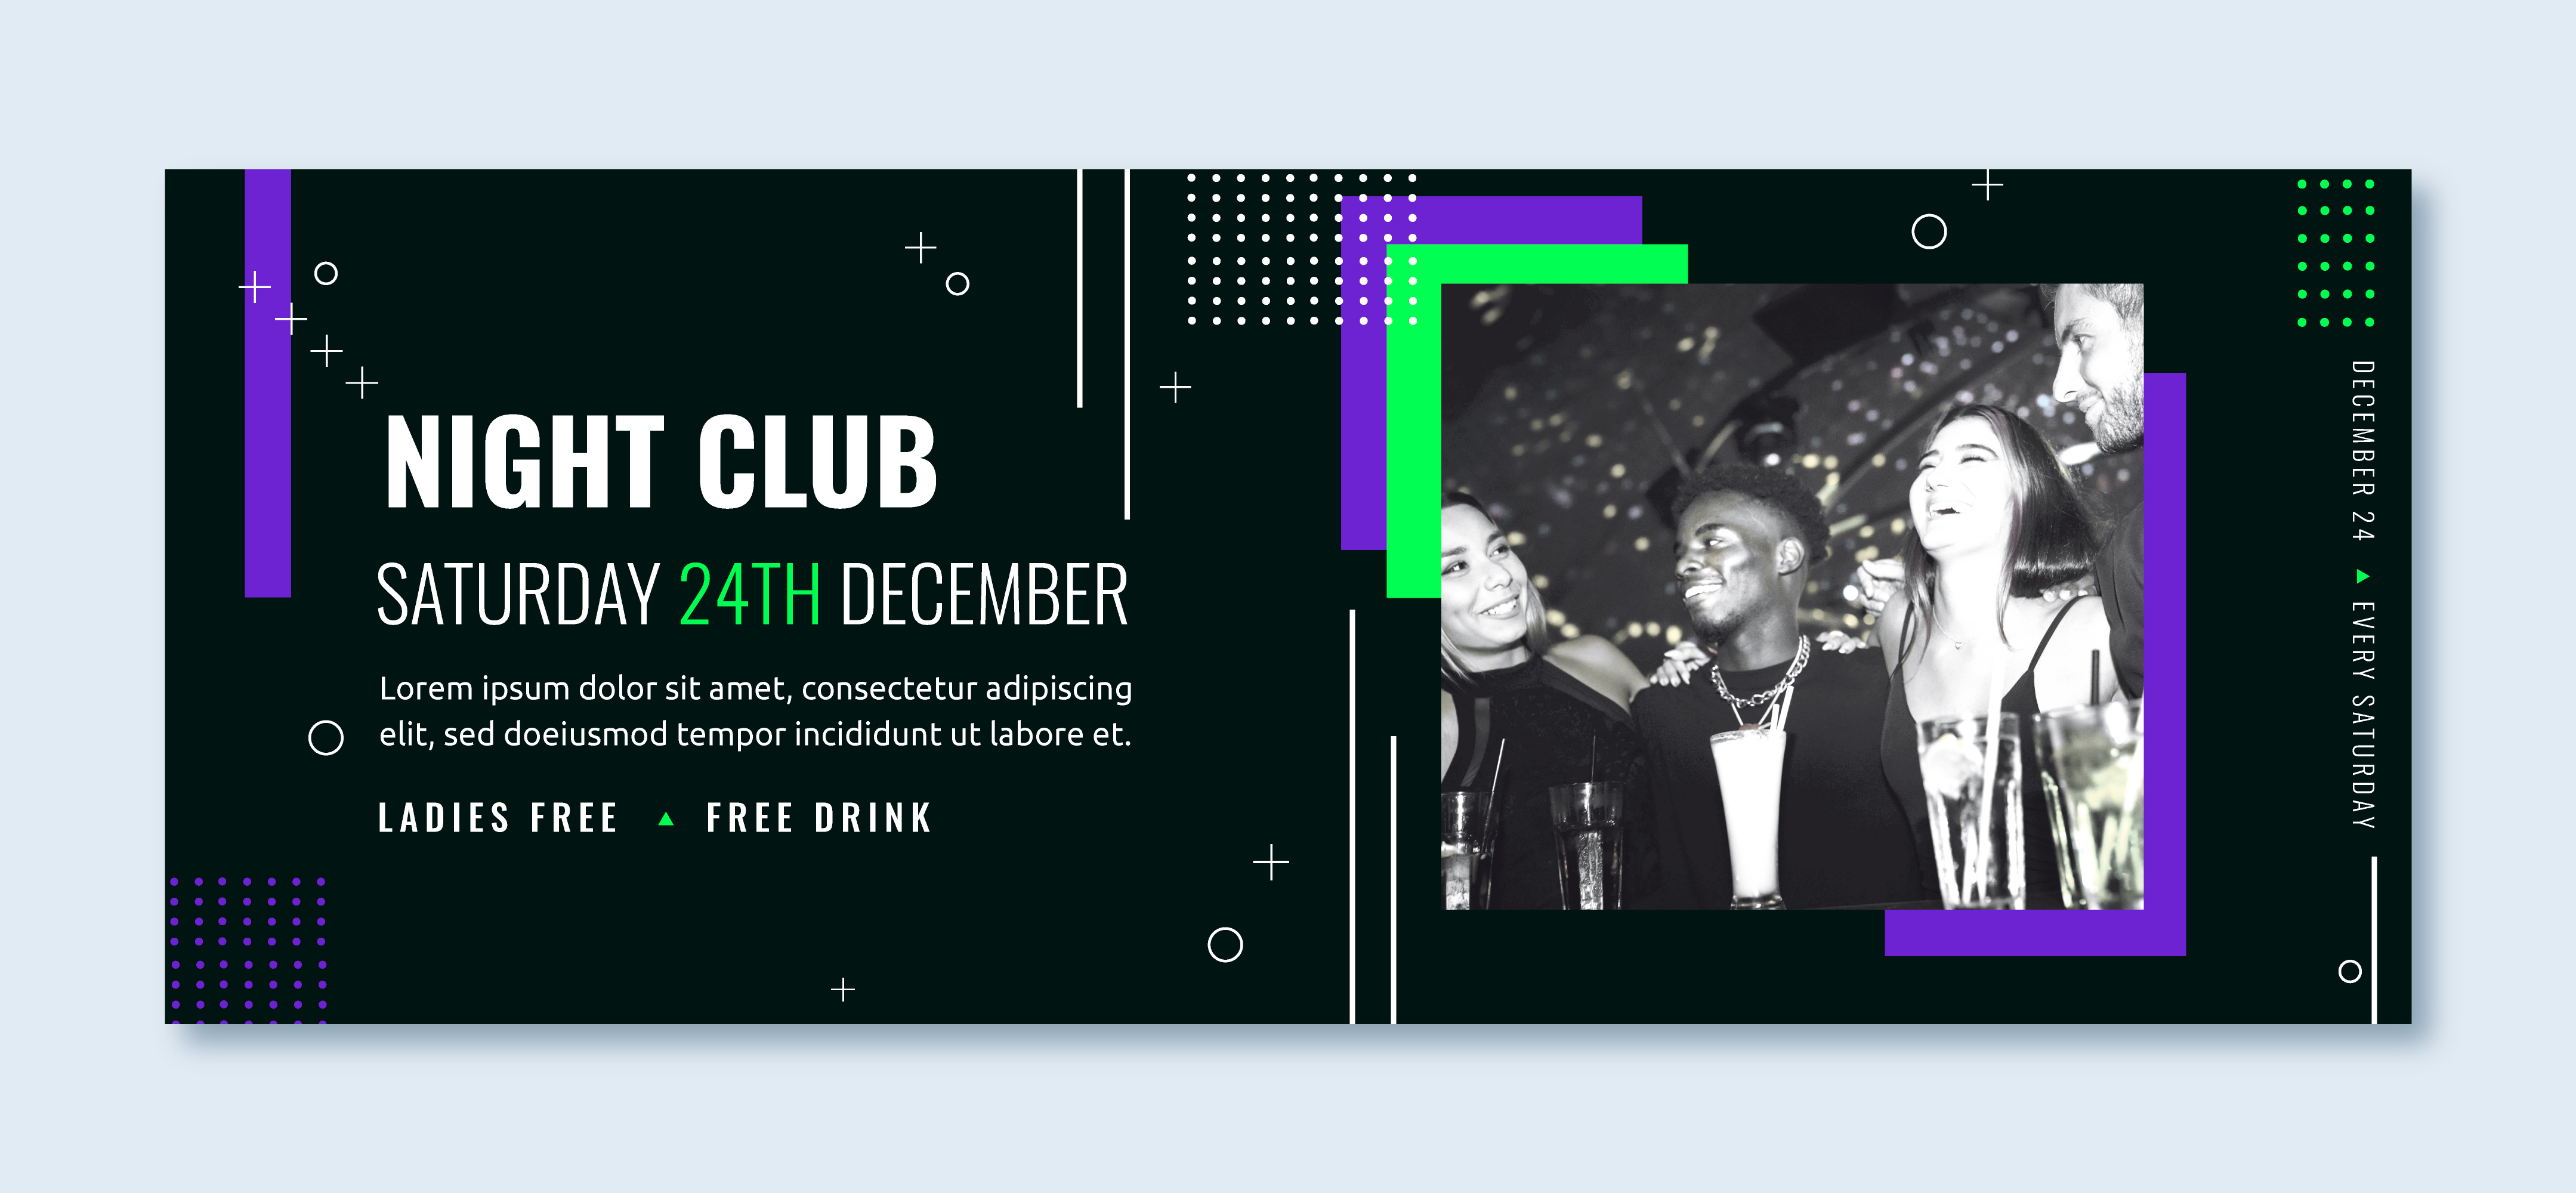 NIGHT CLUB
SATURDAY 24TH DECEMBER
Lorem ipsum dolor sit amet, consectetur adipiscing
elit, sed doeiusmod tempor incididunt ut labore et.
LADIES FREE ▲ FREE DRINK
DECEMBER 24 ▲ EVERY SATURDAY